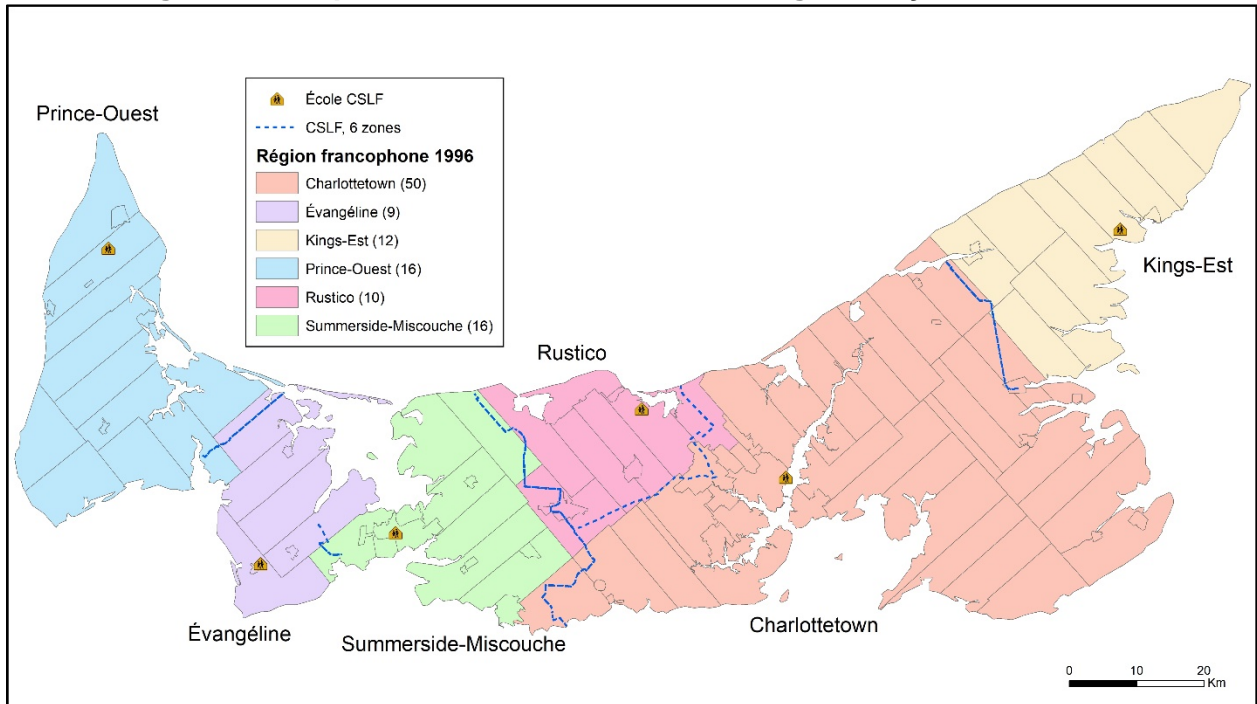 Prince-Ouest
École CSLF
CSLF, 6 zones
Région francophone 1996
Charlottetown (50)
Évangéline (9)
Kings-Est (12)
Prince-Ouest (16)
Rustico (10)
Summerside-Miscouche (16)
Kings-Est
Rustico
Évangéline
Summerside-Miscouche
Charlottetown
0 10 20
Km